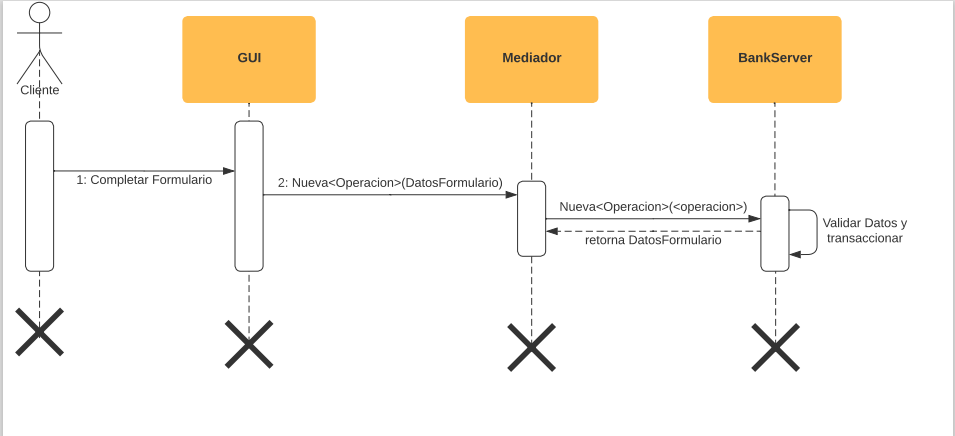 Cliente
GUI
Mediador
BankServer
1: Completar Formulario
2: Nueva<Operacion>(DatosFormulario)
Nueva<Operacion>(<operacion>)
retorna DatosFormulario
Validar Datos y
transaccionar